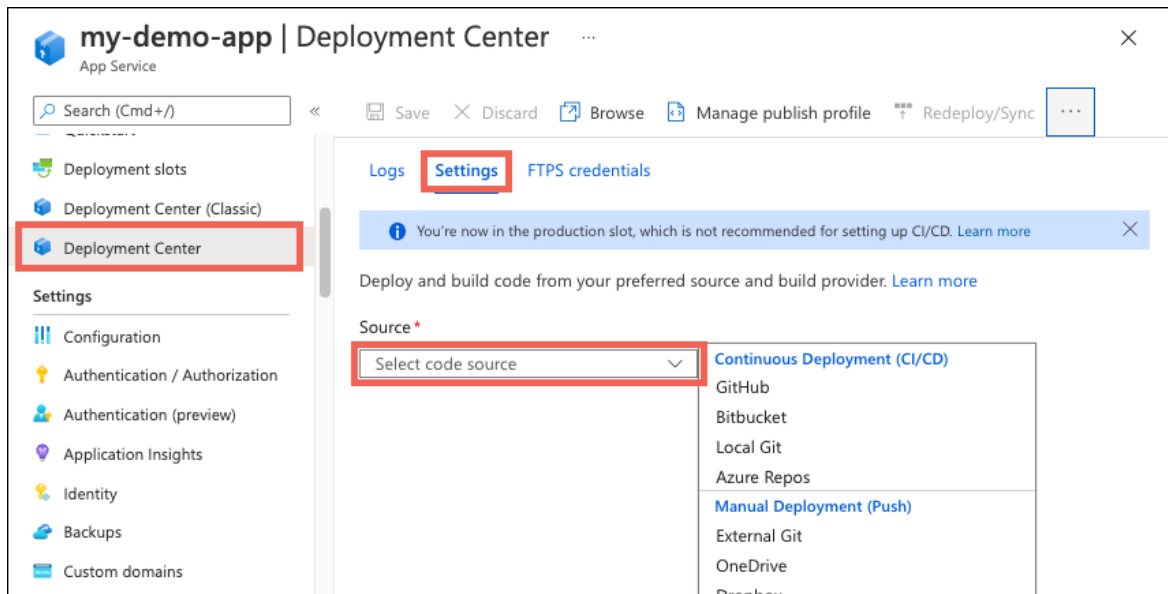 my-demo-app | Deployment Center ...
App Service
Search (Cmd+/)
«
Save
Discard
Browse
Manage publish profile
Redeploy/Sync
...
Quickstart
Deployment slots
Deployment Center (Classic)
Deployment Center
Settings
Configuration
Authentication / Authorization
Authentication (preview)
Application Insights
Identity
Backups
Custom domains
Logs
Settings
FTPS credentials
You're now in the production slot, which is not recommended for setting up CI/CD. Learn more
Deploy and build code from your preferred source and build provider. Learn more
Source *
Select code source
Continuous Deployment (CI/CD)
GitHub
Bitbucket
Local Git
Azure Repos
Manual Deployment (Push)
External Git
OneDrive
Dropbox